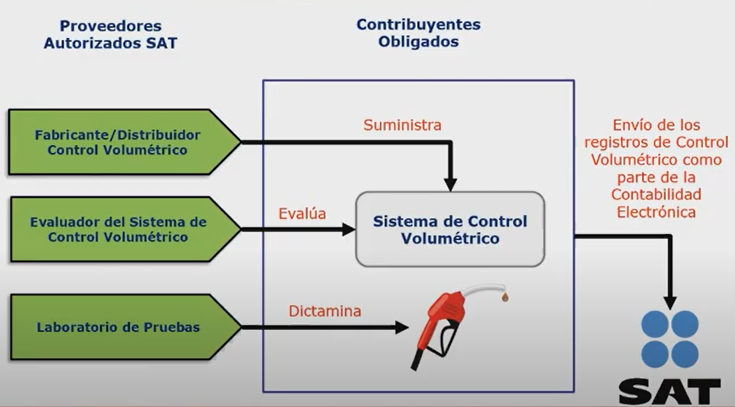 Proveedores
Autorizados SAT
Contribuyentes
Obligados
Fabricante/Distribuidor
Control Volumétrico
Suministra
Envío de los
registros de Control
Volumétrico como
parte de la
Contabilidad
Electrónica
Evaluador del Sistema de
Control Volumétrico
Evalúa
Sistema de Control
Volumétrico
Laboratorio de Pruebas
Dictamina
SAT